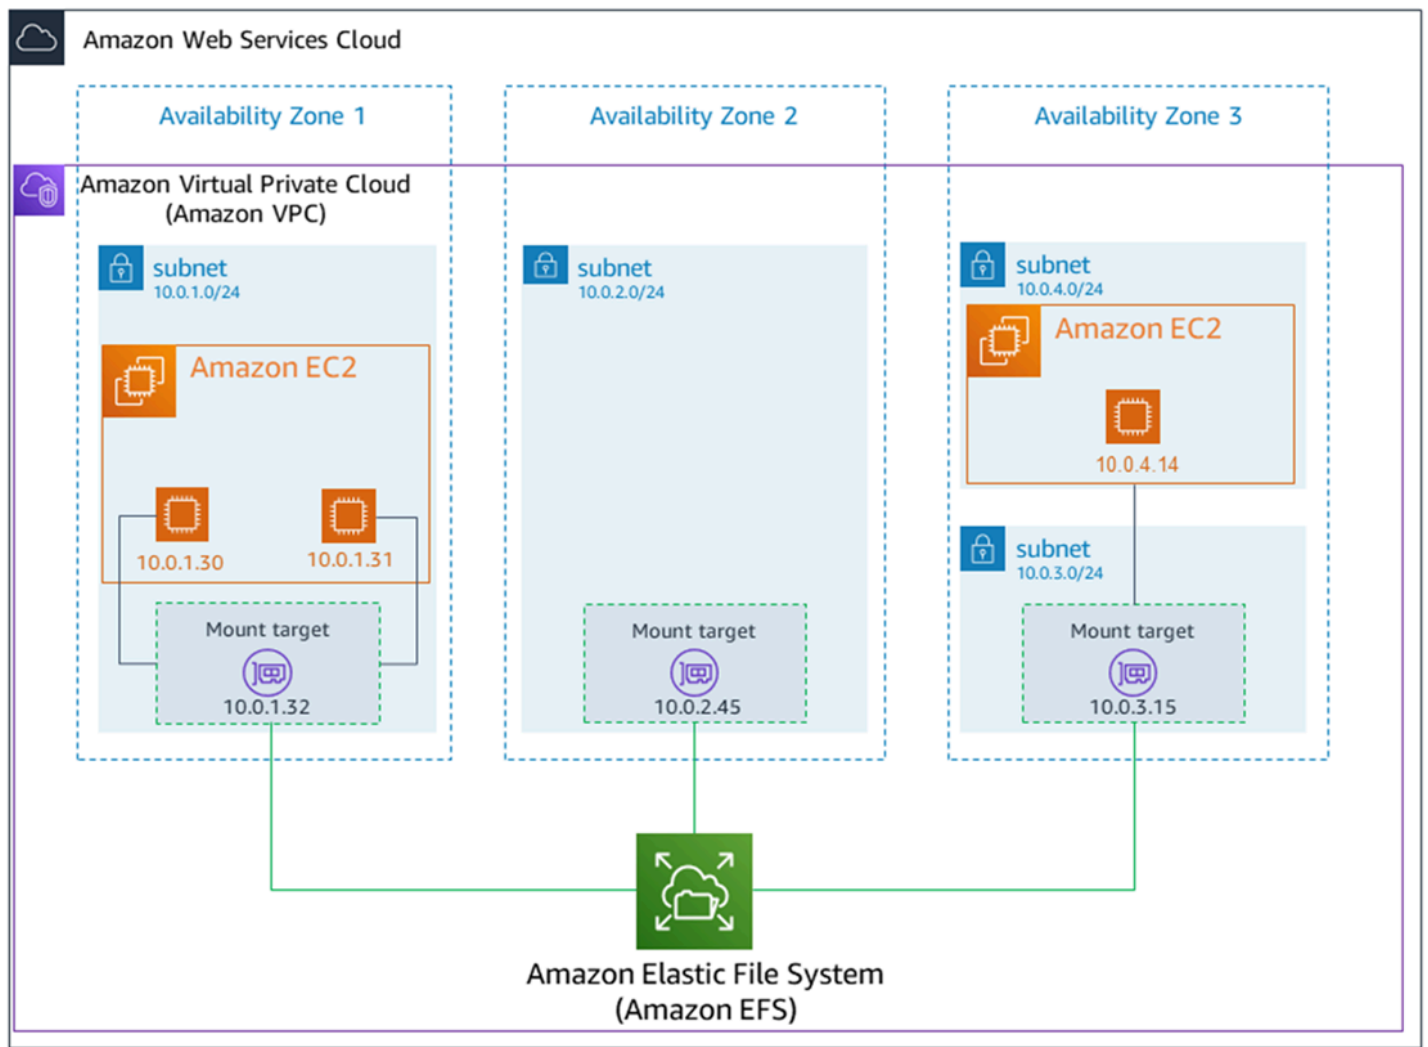 Amazon Web Services Cloud
Availability Zone 1
Availability Zone 2
Availability Zone 3
Amazon Virtual Private Cloud
(Amazon VPC)
subnet
10.0.1.0/24
Amazon EC2
10.0.1.30
10.0.1.31
Mount target
10.0.1.32
subnet
10.0.2.0/24
Mount target
10.0.2.45
subnet
10.0.4.0/24
Amazon EC2
10.0.4.14
subnet
10.0.3.0/24
Mount target
10.0.3.15
Amazon Elastic File System
(Amazon EFS)